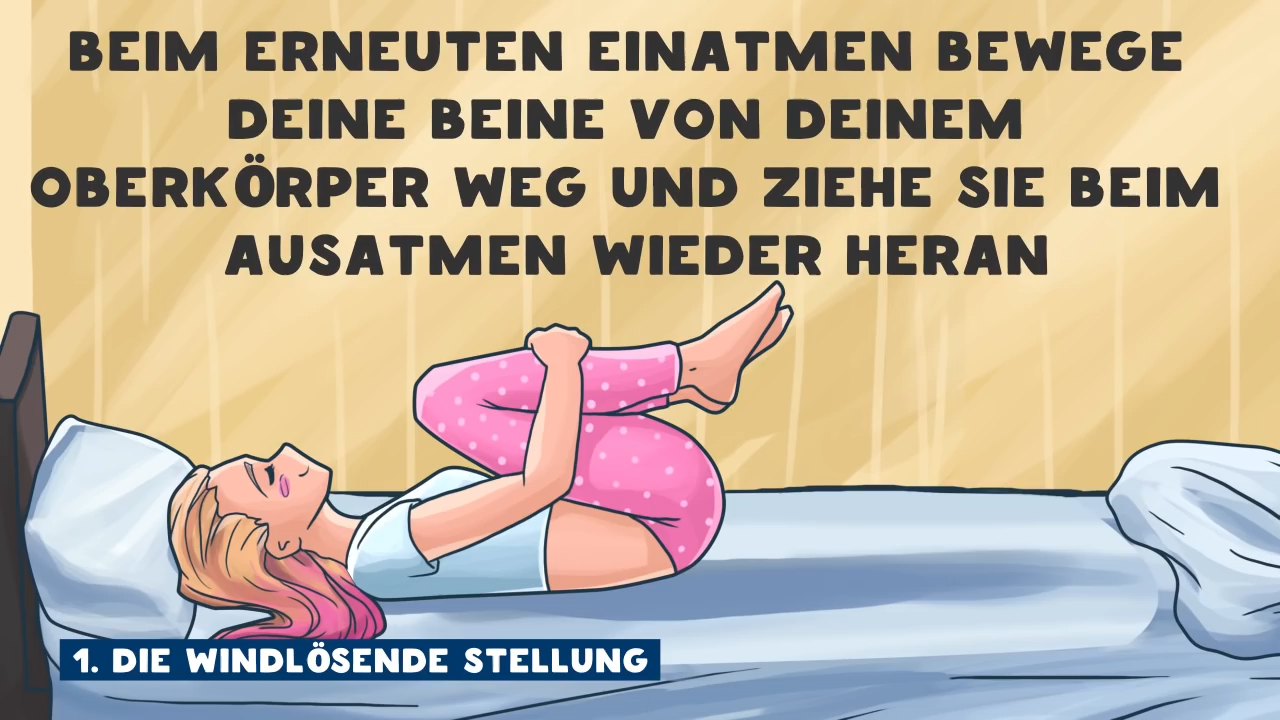 BEIM ERNEUTEN EINATMEN BEWEGE
DEINE BEINE VON DEINEM
OBERKÖRPER WEG UND ZIEHE SIE BEIM
AUSATMEN WIEDER HERAN
1. DIE WINDLÖSENDE STELLUNG